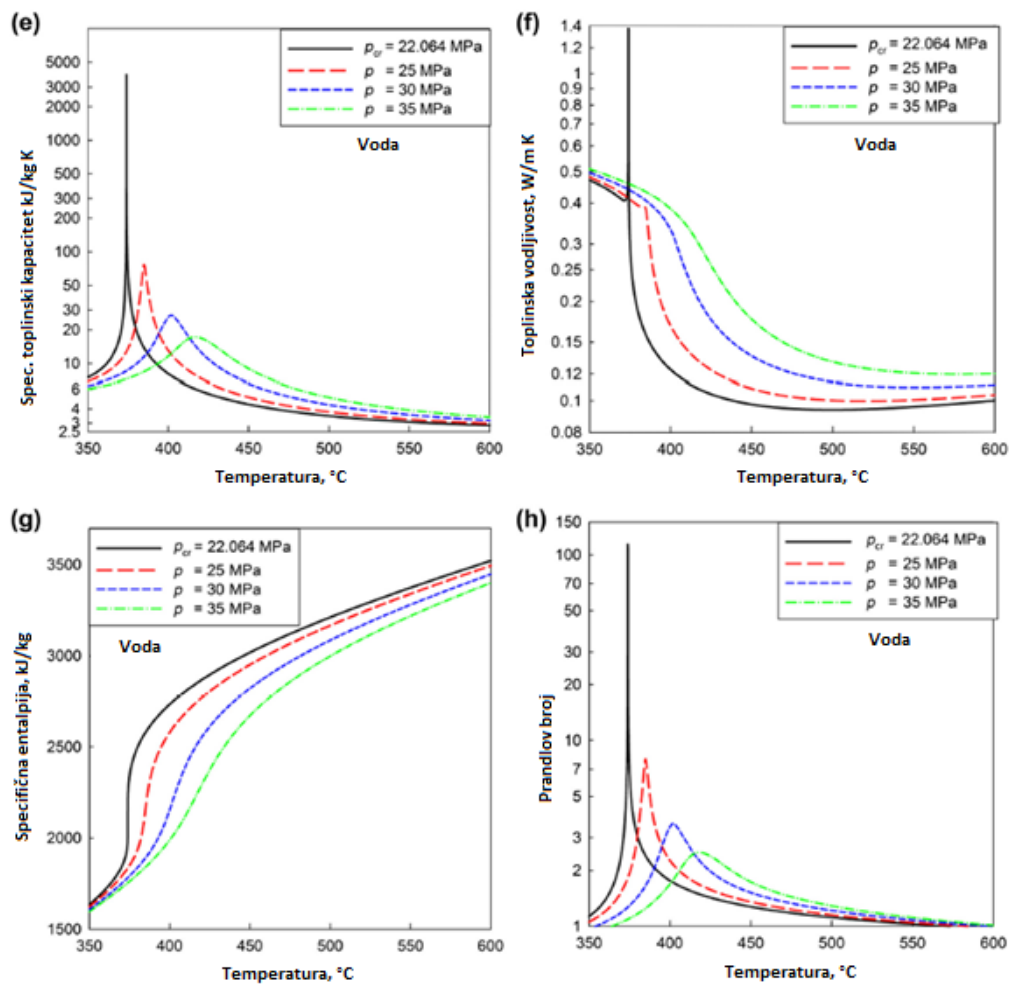 (e)
p_cr = 22.064 MPa
p = 25 MPa
p = 30 MPa
p = 35 MPa
Voda
Spec. toplinski kapacitet kJ/kg K
5000
3000
2000
1000
500
300
200
100
50
30
20
10
6
4
3
2.5
350 400 450 500 550 600
Temperatura, °C
(f)
p_cr = 22.064 MPa
p = 25 MPa
p = 30 MPa
p = 35 MPa
Voda
Toplinska vodljivost, W/m K
1.4
1.2
1
0.9
0.8
0.7
0.6
0.5
0.4
0.3
0.25
0.2
0.15
0.12
0.1
0.08
350 400 450 500 550 600
Temperatura, °C
(g)
p_cr = 22.064 MPa
p = 25 MPa
p = 30 MPa
p = 35 MPa
Voda
Specifična entalpija, kJ/kg
3500
3000
2500
2000
1500
350 400 450 500 550 600
Temperatura, °C
(h)
p_cr = 22.064 MPa
p = 25 MPa
p = 30 MPa
p = 35 MPa
Voda
Prandlov broj
150
100
70
50
30
20
10
7
5
3
2
1
350 400 450 500 550 600
Temperatura, °C